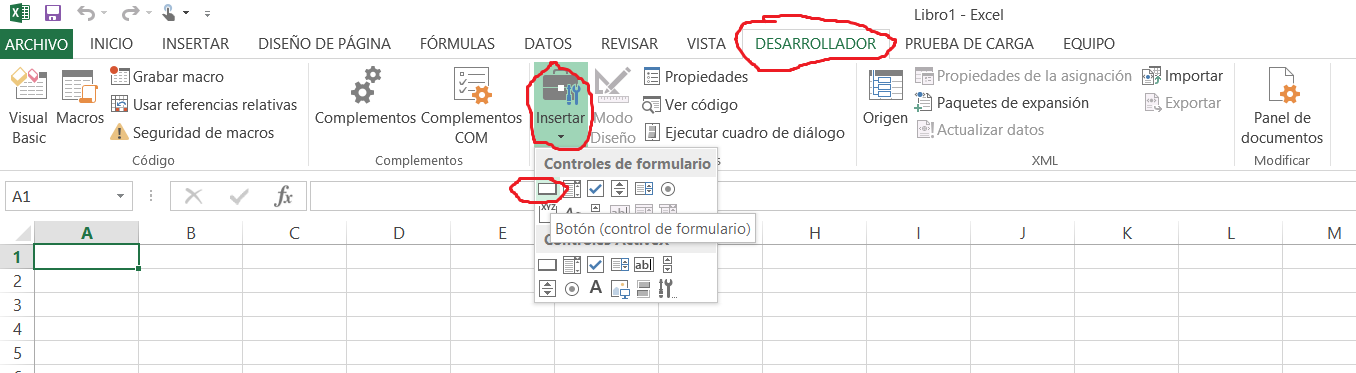 Libro1 - Excel
ARCHIVO INICIO INSERTAR DISEÑO DE PÁGINA FÓRMULAS DATOS REVISAR VISTA DESARROLLADOR PRUEBA DE CARGA EQUIPO
Visual Basic
Macros
Grabar macro
Usar referencias relativas
Seguridad de macros
Código
Complementos
Complementos COM
Complementos
Insertar
Modo Diseño
Propiedades
Ver código
Ejecutar cuadro de diálogo
Origen
Propiedades de la asignación
Paquetes de expansión
Actualizar datos
Importar
Exportar
XML
Panel de documentos
Modificar
Controles de formulario
XYZ
Aa
ab|
Botón (control de formulario)
Controles ActiveX
ab|
A
A1
fx
A B C D E H I J K L M
1
2
3
4
5